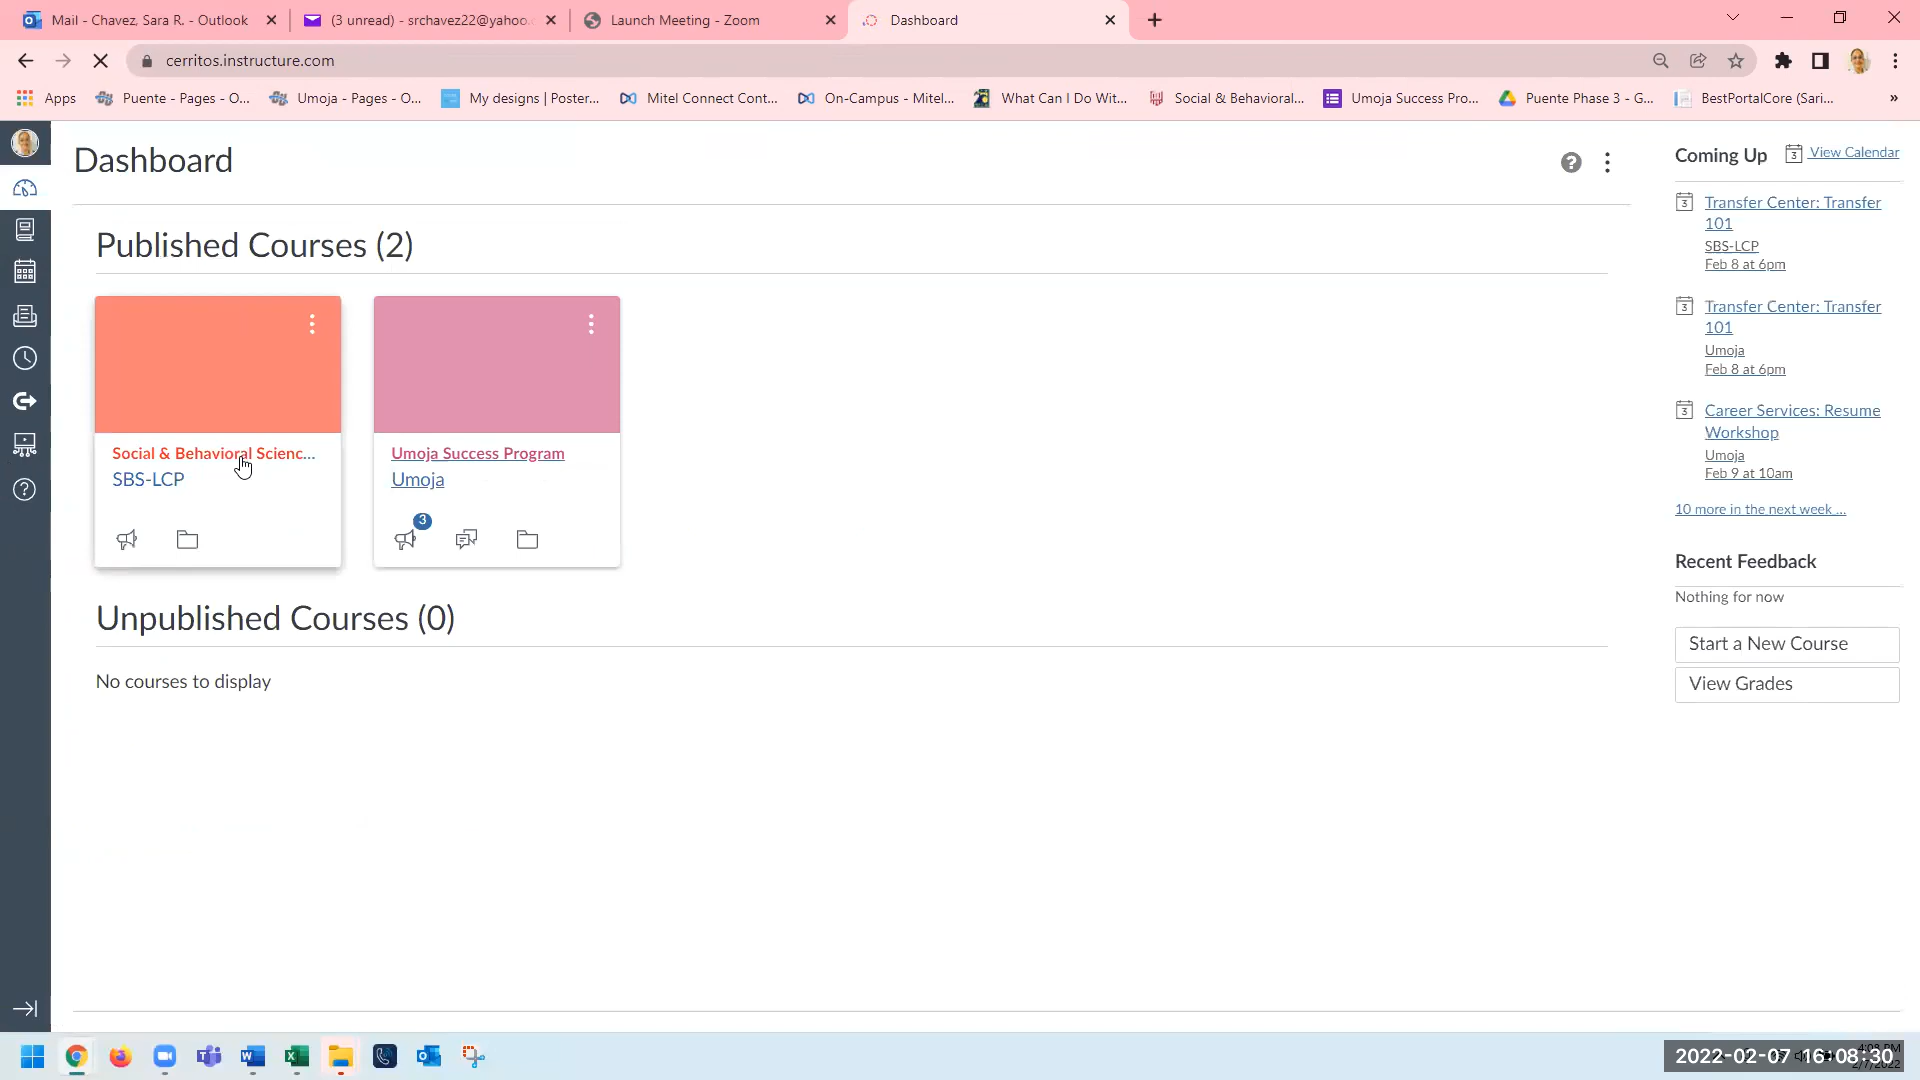 Mail - Chavez, Sara R. - Outlook
(3 unread) - srchavez22@yahoo.c
Launch Meeting - Zoom
Dashboard
cerritos.instructure.com
Apps
Puente - Pages - O...
Umoja - Pages - O...
My designs | Poster...
Mitel Connect Cont...
On-Campus - Mitel...
What Can I Do Wit...
Social & Behavioral...
Umoja Success Pro...
Puente Phase 3 - G...
BestPortalCore (Sari...
»
Dashboard
Published Courses (2)
Social & Behavioral Scienc...
SBS-LCP
Umoja Success Program
Umoja
3
Unpublished Courses (0)
No courses to display
Coming Up
3
View Calendar
3
Transfer Center: Transfer
101
SBS-LCP
Feb 8 at 6pm
3
Transfer Center: Transfer
101
Umoja
Feb 8 at 6pm
3
Career Services: Resume
Workshop
Umoja
Feb 9 at 10am
10 more in the next week ...
Recent Feedback
Nothing for now
Start a New Course
View Grades
2022-02-07 16:08:30